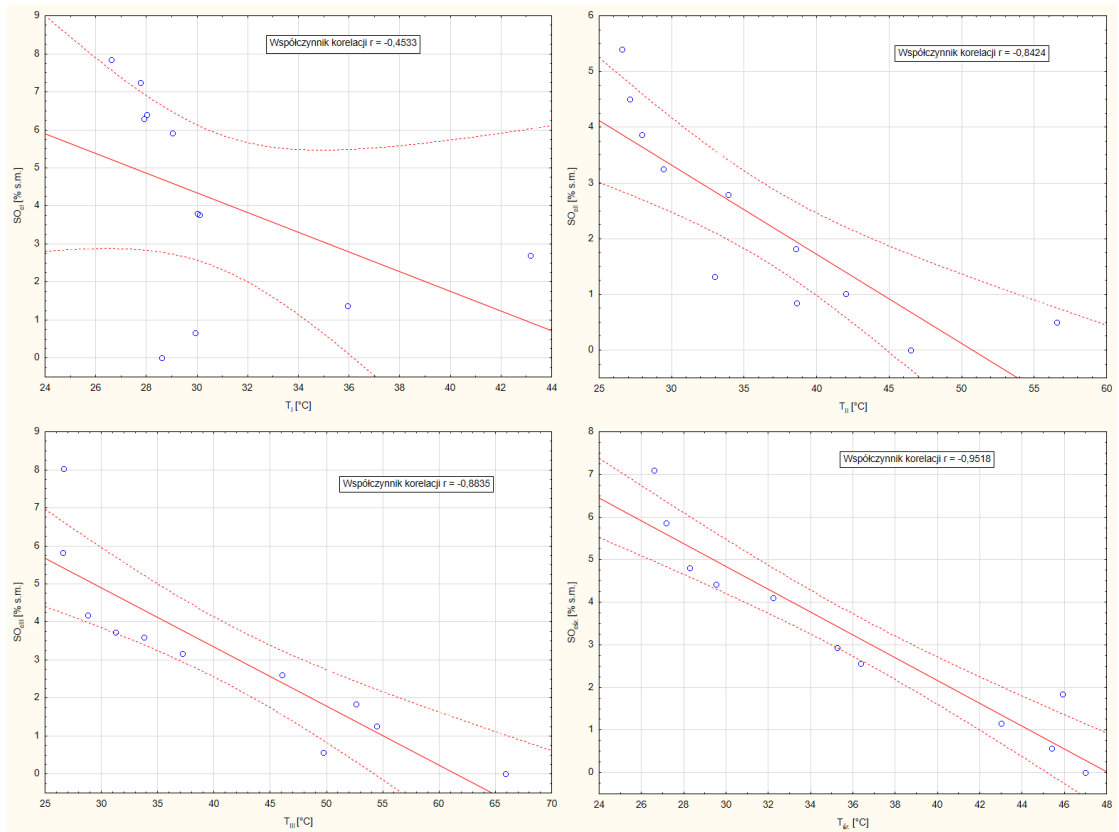 Współczynnik korelacji r = -0,4533
9
8
7
6
5
4
3
2
1
0
SO_oI [% s.m.]
24 26 28 30 32 34 36 38 40 42 44
T_I [°C]
Współczynnik korelacji r = -0,8424
6
5
4
3
2
1
0
SO_oII [% s.m.]
25 30 35 40 45 50 55 60
T_II [°C]
Współczynnik korelacji r = -0,8835
9
8
7
6
5
4
3
2
1
0
SO_oIII [% s.m.]
25 30 35 40 45 50 55 60 65 70
T_III [°C]
Współczynnik korelacji r = -0,9518
8
7
6
5
4
3
2
1
0
SO_ośr. [% s.m.]
24 26 28 30 32 34 36 38 40 42 44 46 48
T_śr. [°C]